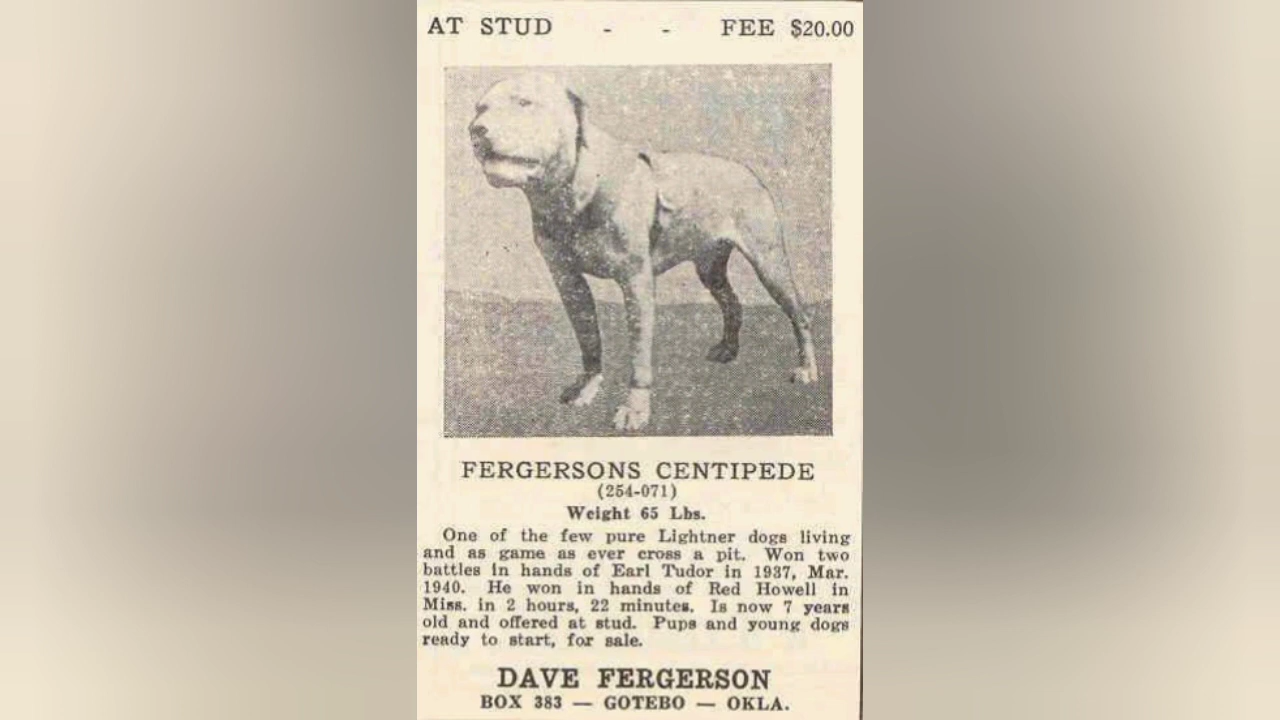 AT STUD - - FEE $20.00
FERGERSONS CENTIPEDE
(254-071)
Weight 65 Lbs.
One of the few pure Lightner dogs living
and as game as ever cross a pit. Won two
battles in hands of Earl Tudor in 1937, Mar.
1940. He won in hands of Red Howell in
Miss. in 2 hours, 22 minutes. Is now 7 years
old and offered at stud. Pups and young dogs
ready to start, for sale.
DAVE FERGERSON
BOX 383 — GOTEBO — OKLA.